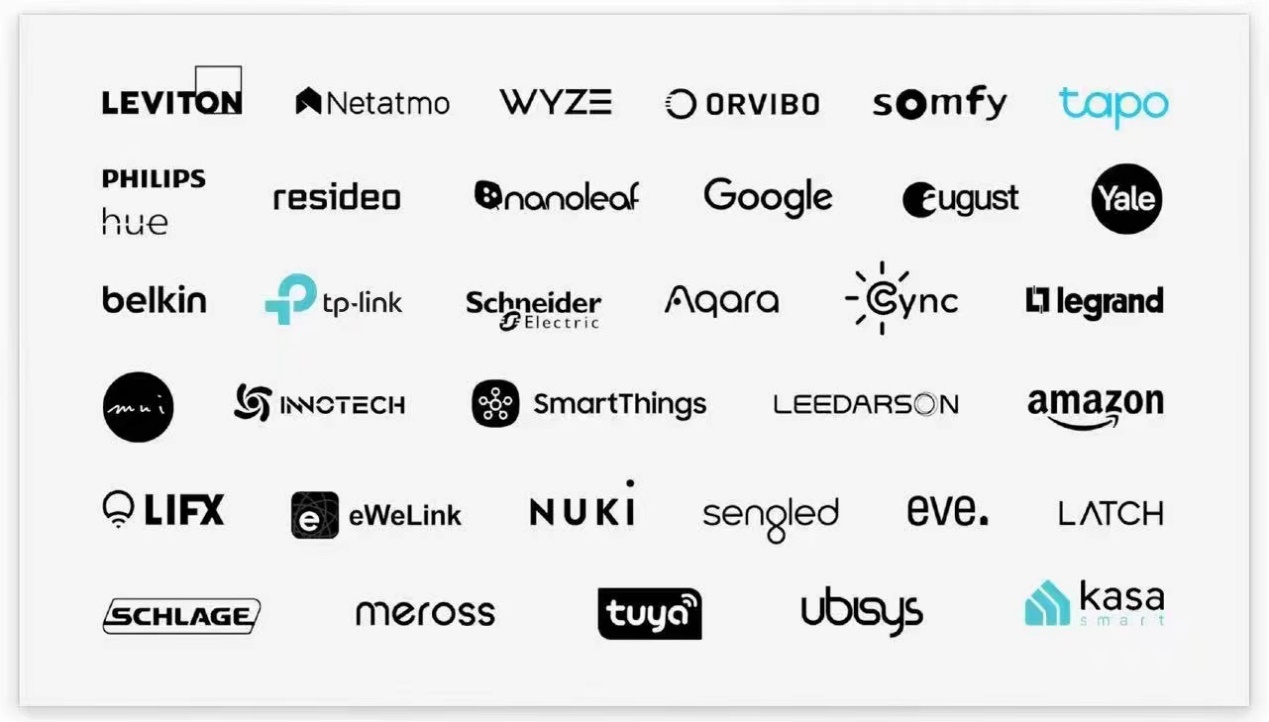 LEVITON Netatmo WYZE ORVIBO somfy tapo
PHILIPS
hue resideo nanoleaf Google august Yale
belkin tp-link Schneider
Electric Aqara Cync legrand
mui INNOTECH SmartThings LEEDARSON amazon
LIFX e eWeLink NUKi sengled eve. LATCH
SCHLAGE meross tuya ubisys kasa
smart